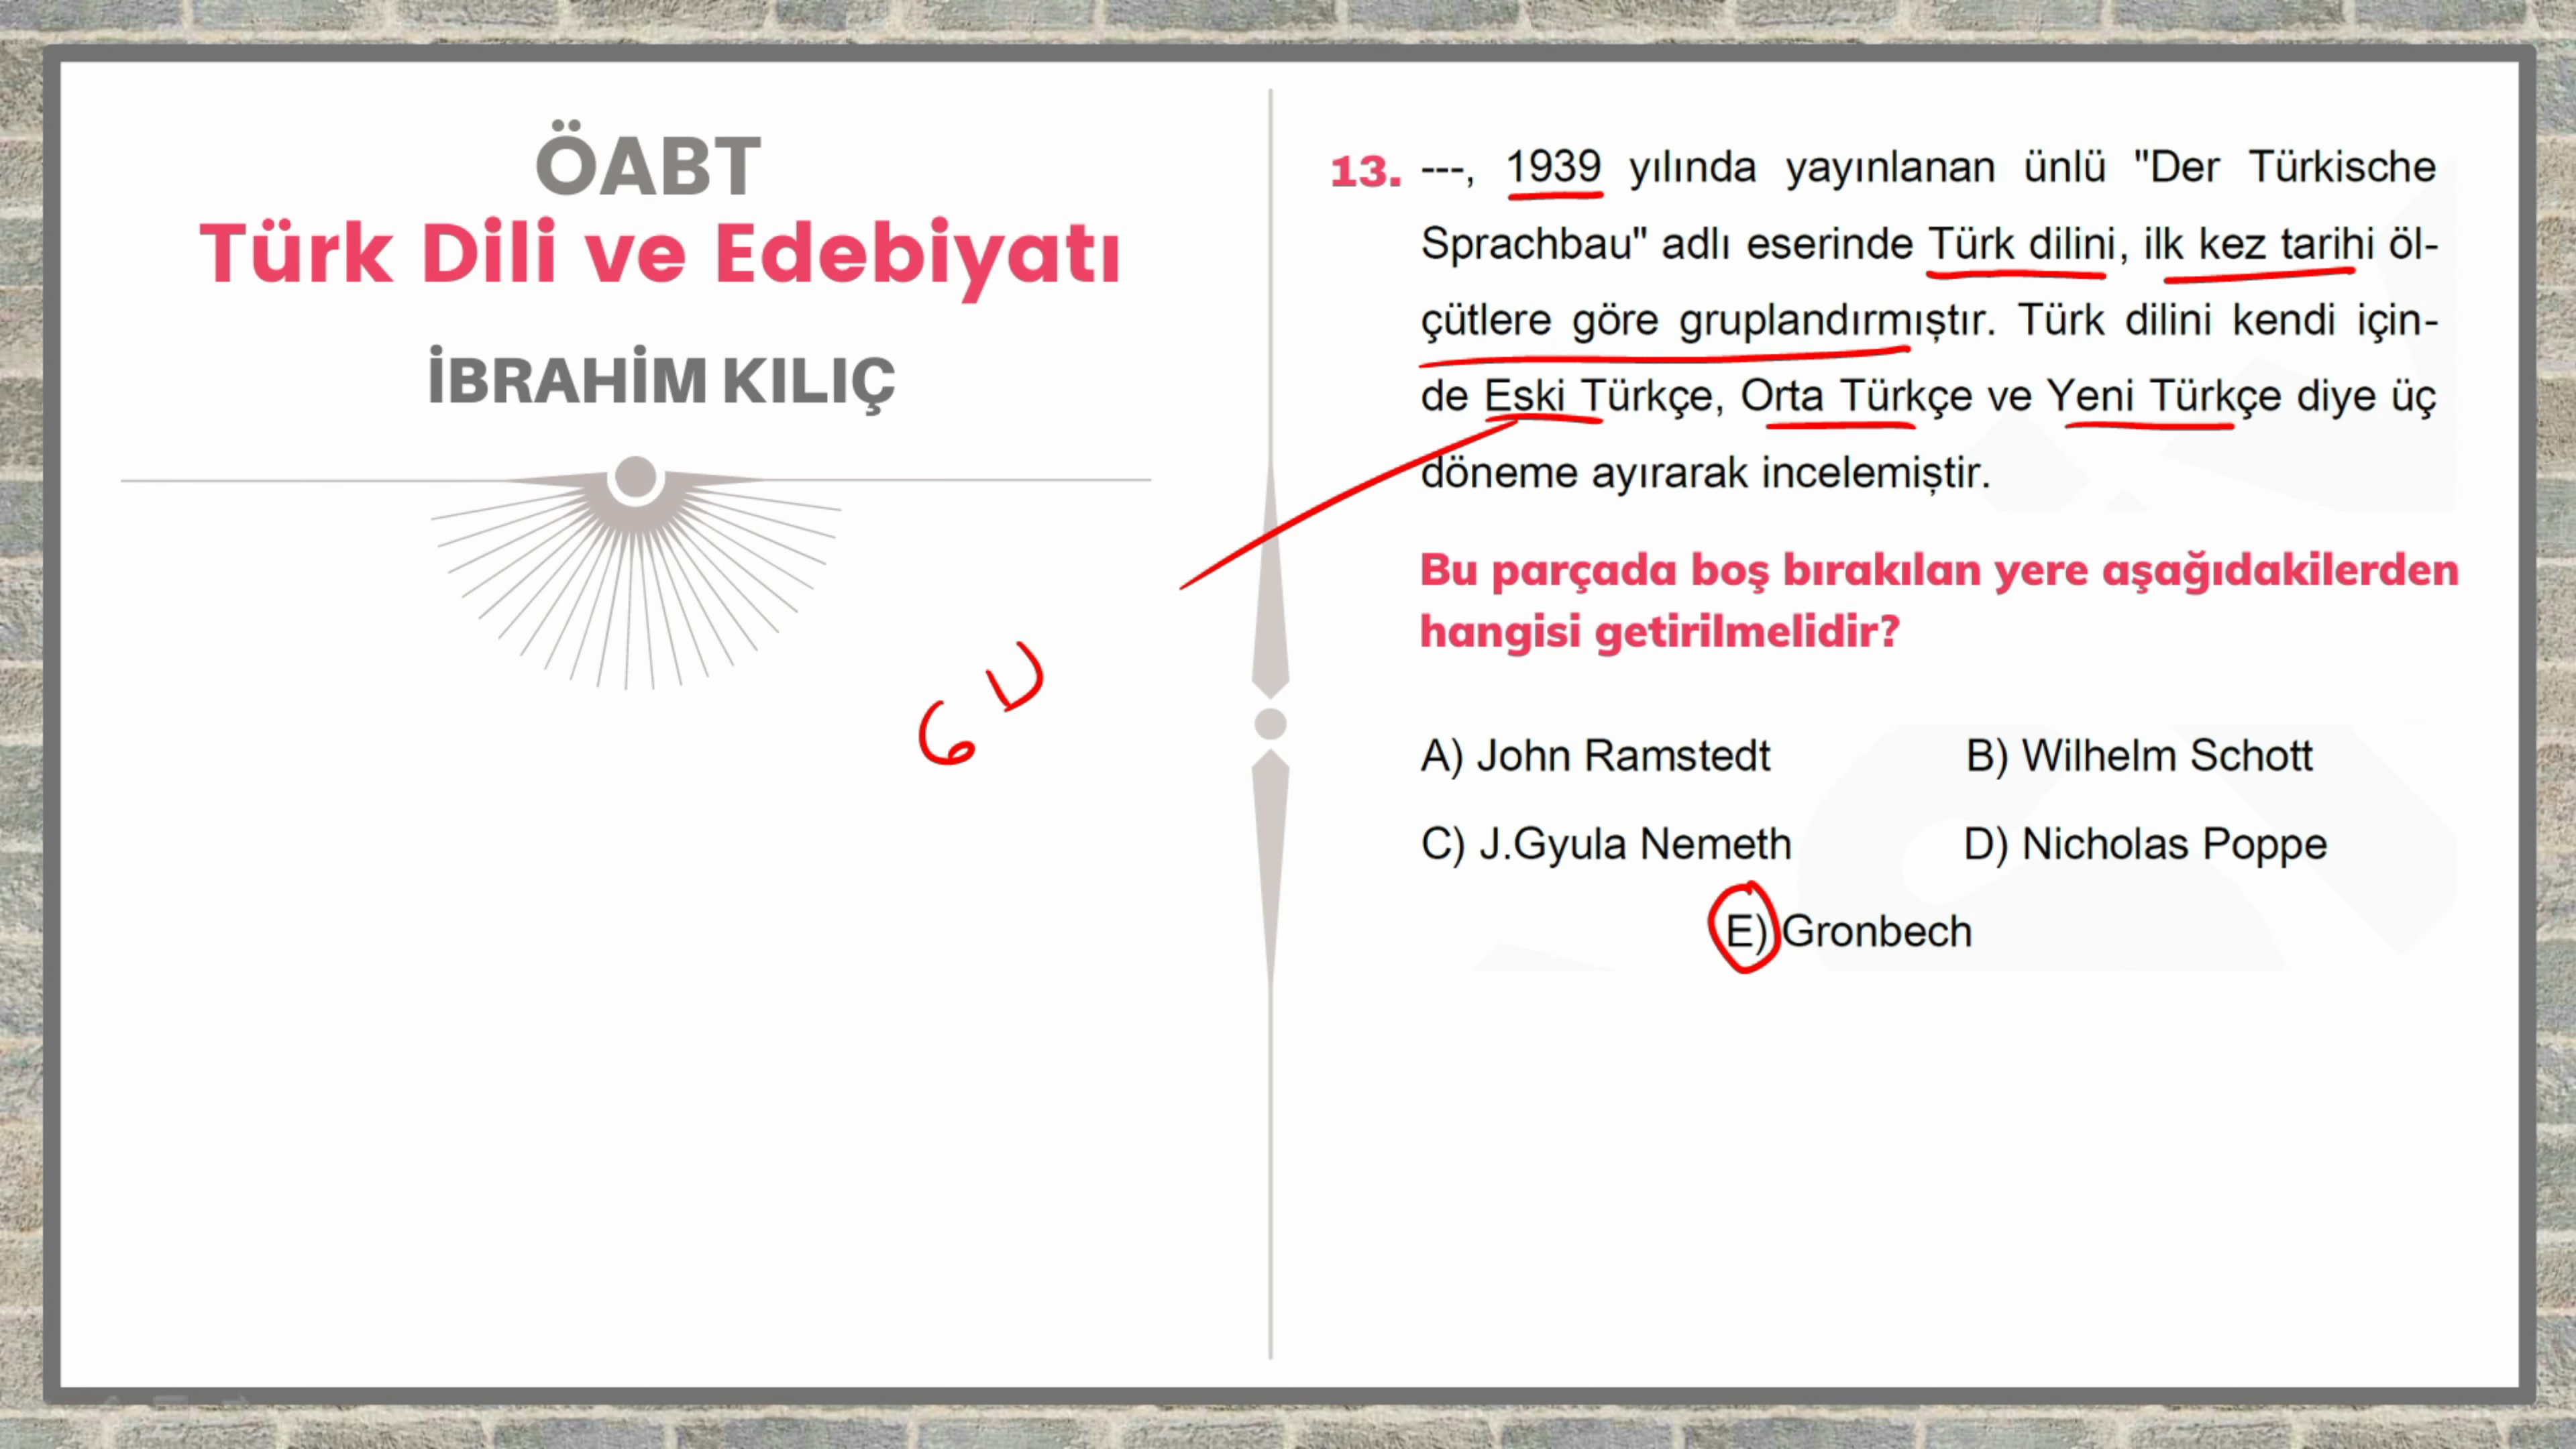 ÖABT
Türk Dili ve Edebiyatı
İBRAHİM KILIÇ
13. ---, 1939 yılında yayınlanan ünlü "Der Türkische
Sprachbau" adlı eserinde Türk dilini, ilk kez tarihi öl-
çütlere göre gruplandırmıştır. Türk dilini kendi için-
de Eski Türkçe, Orta Türkçe ve Yeni Türkçe diye üç
döneme ayırarak incelemiştir.
Bu parçada boş bırakılan yere aşağıdakilerden
hangisi getirilmelidir?
A) John Ramstedt B) Wilhelm Schott
C) J.Gyula Nemeth D) Nicholas Poppe
E) Gronbech